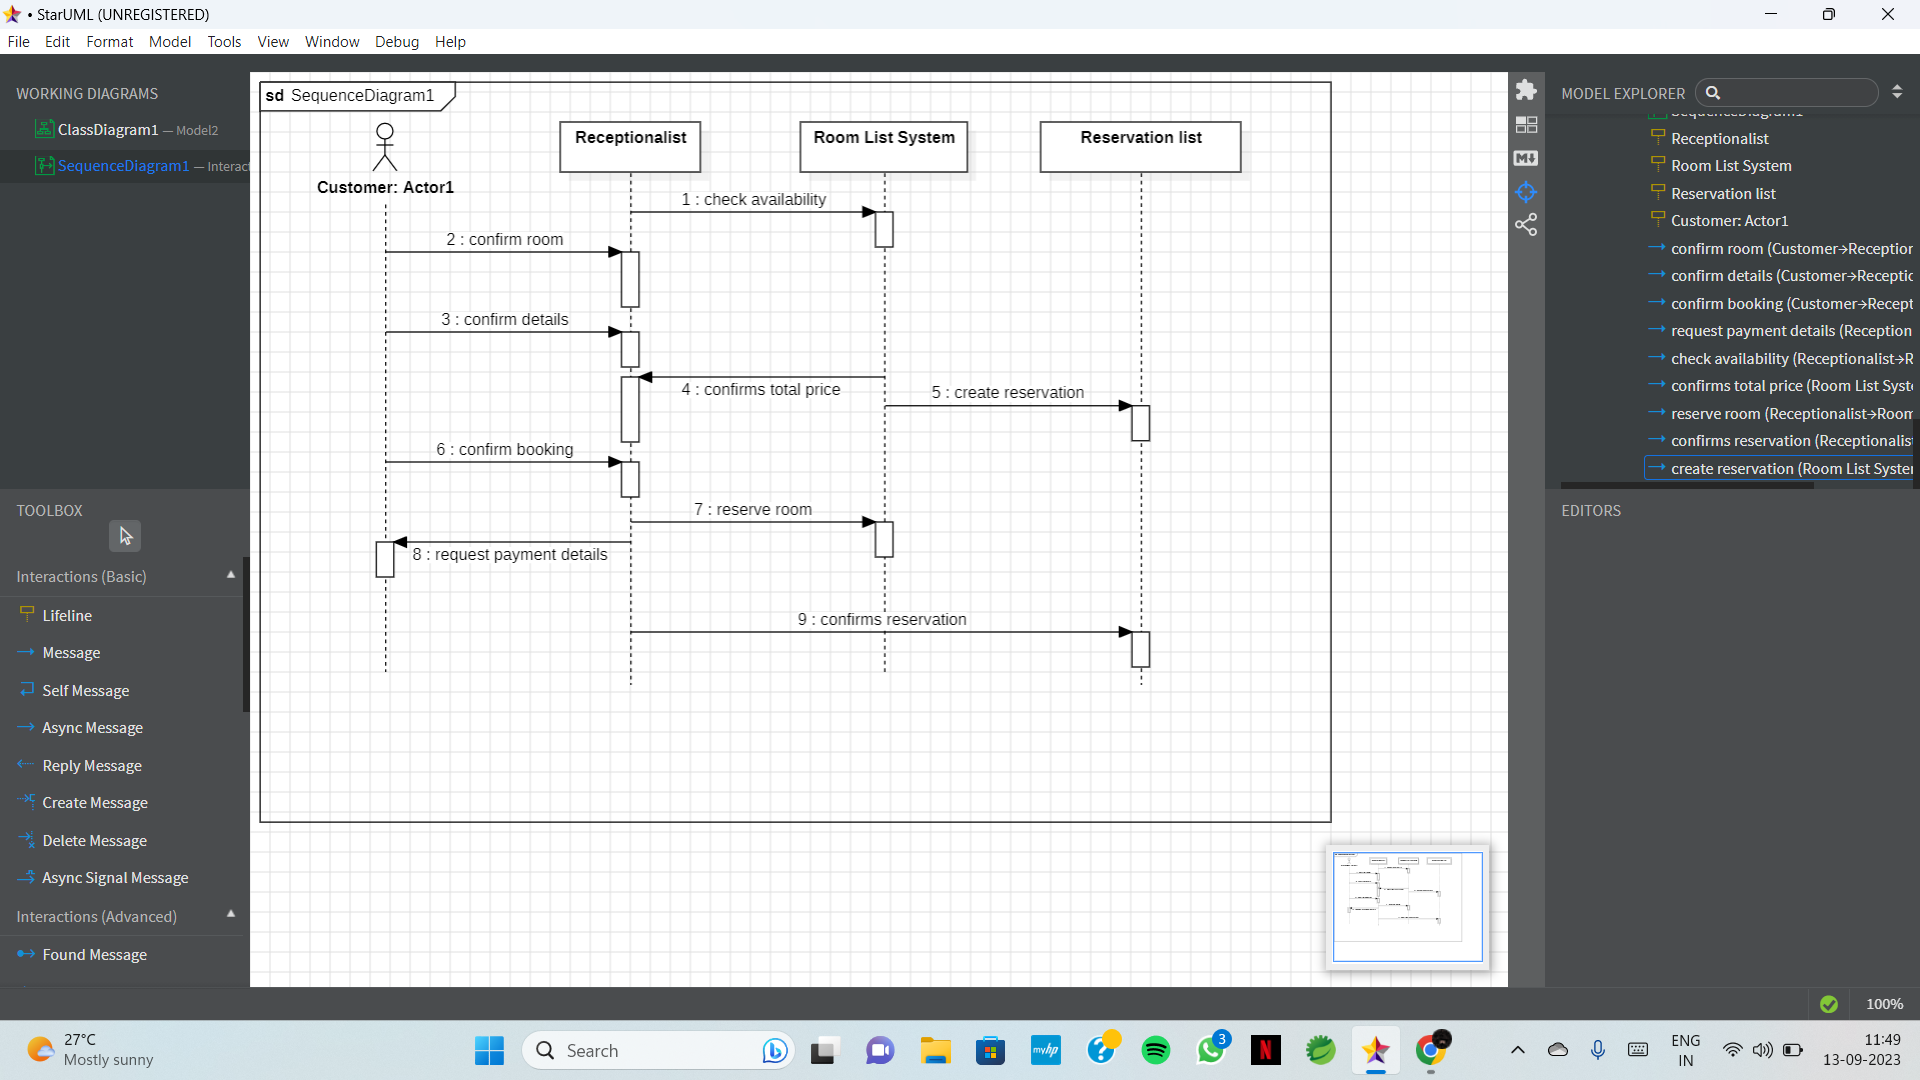 • StarUML (UNREGISTERED)
File Edit Format Model Tools View Window Debug Help
WORKING DIAGRAMS
ClassDiagram1 — Model2
SequenceDiagram1 — Interact
TOOLBOX
Interactions (Basic)
Lifeline
Message
Self Message
Async Message
Reply Message
Create Message
Delete Message
Async Signal Message
Interactions (Advanced)
Found Message
sd SequenceDiagram1
Customer: Actor1
Receptionalist
Room List System
Reservation list
1 : check availability
2 : confirm room
3 : confirm details
4 : confirms total price
5 : create reservation
6 : confirm booking
7 : reserve room
8 : request payment details
9 : confirms reservation
MODEL EXPLORER
SequenceDiagram1
Receptionalist
Room List System
Reservation list
Customer: Actor1
confirm room (Customer→Receptior
confirm details (Customer→Receptic
confirm booking (Customer→Recept
request payment details (Reception
check availability (Receptionalist→R
confirms total price (Room List Syste
reserve room (Receptionalist→Room
confirms reservation (Receptionalis
create reservation (Room List Syster
EDITORS
100%
27°C
Mostly sunny
Search
myhp
3
N
ENG
IN
11:49
13-09-2023